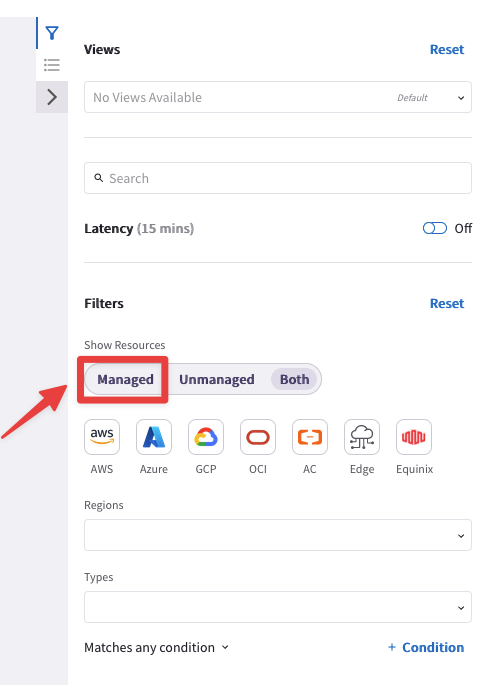 Views Reset
No Views Available Default
Search
Latency (15 mins) Off
Filters Reset
Show Resources
Managed Unmanaged Both
aws
AWS Azure GCP OCI AC Edge Equinix
Regions
Types
Matches any condition + Condition